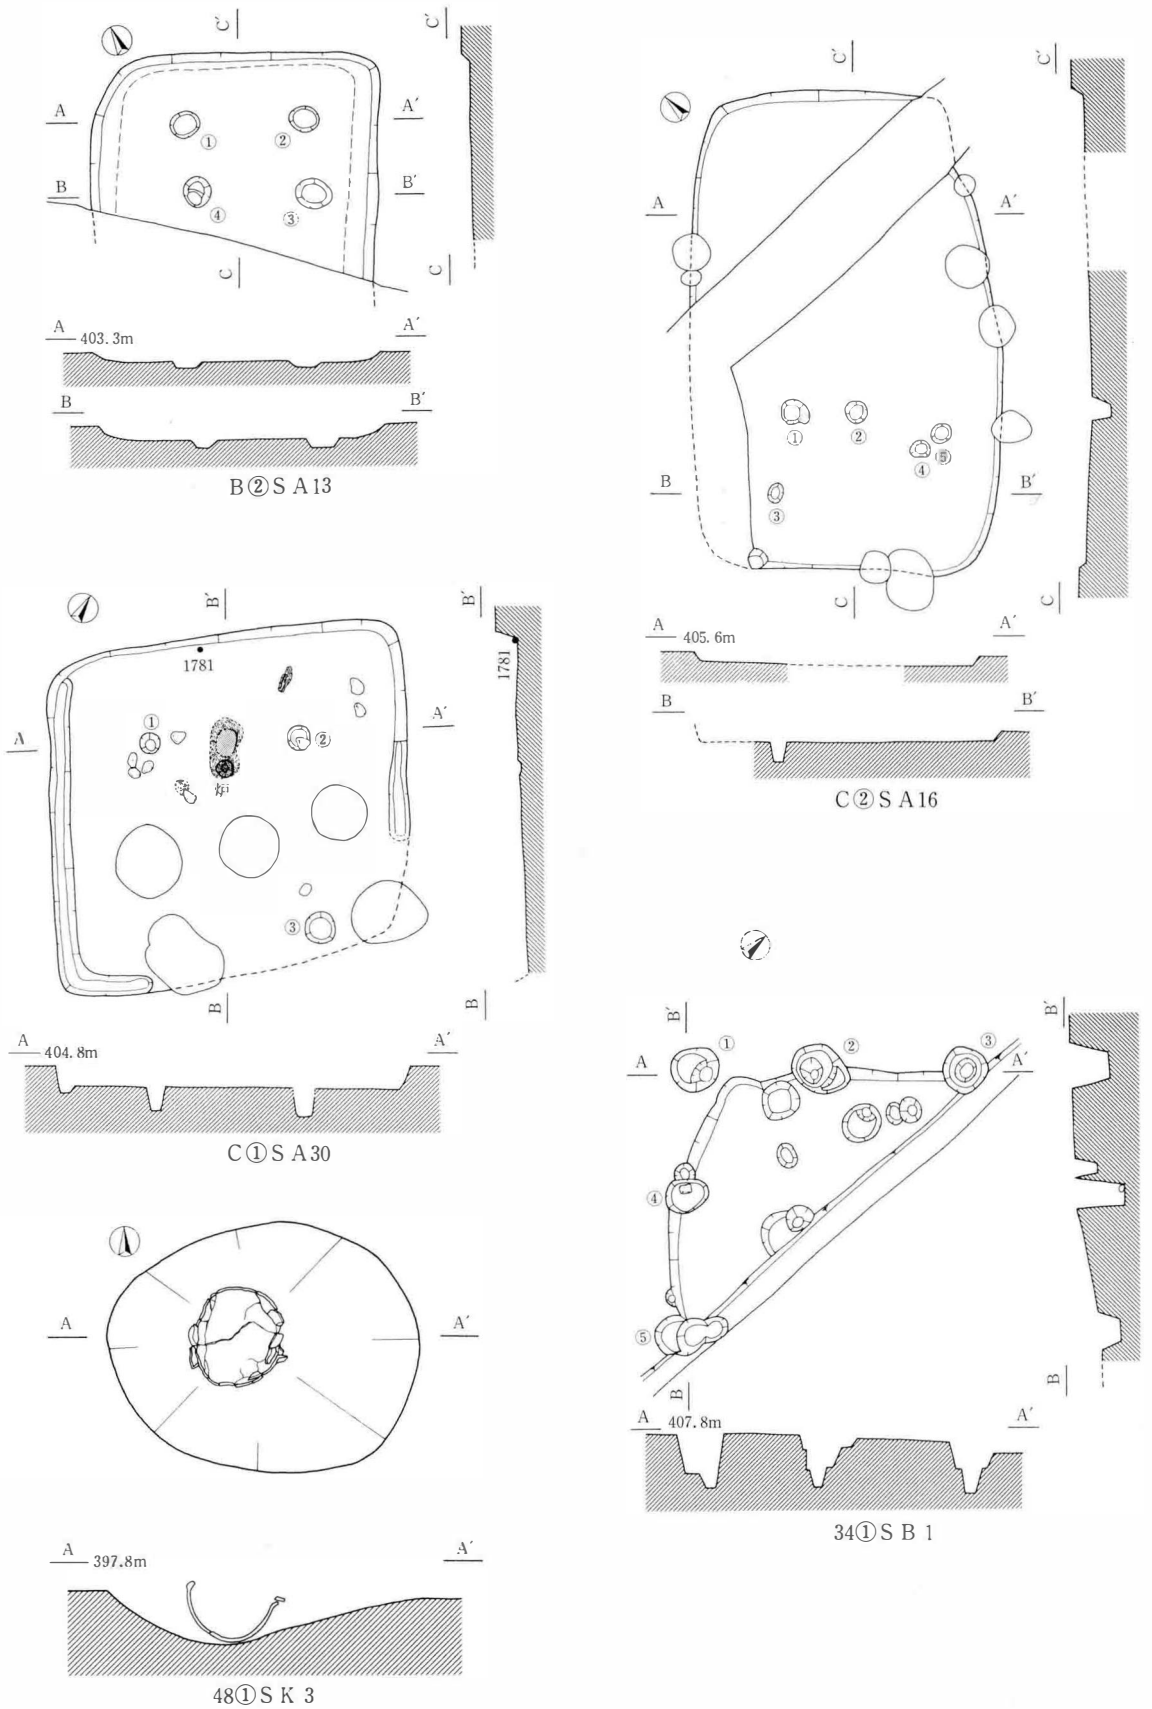 C′
A
A′
①
②
B
B′
④
③
C
C′
C
A
403.3m
A′
B
B′
B②SA13
C′
A
A′
①
②
④
⑤
B
B′
③
C
C′
C
A
405.6m
A′
B
B′
C②SA16
B′
1781
①
②
A
A′
炉
③
B
B′
1781
B
A
404.8m
A′
C①SA30
B′
①
②
③
A
A′
④
⑤
B
B′
B
A
407.8m
A′
34①SB1
A
A′
A
397.8m
A′
48①SK3